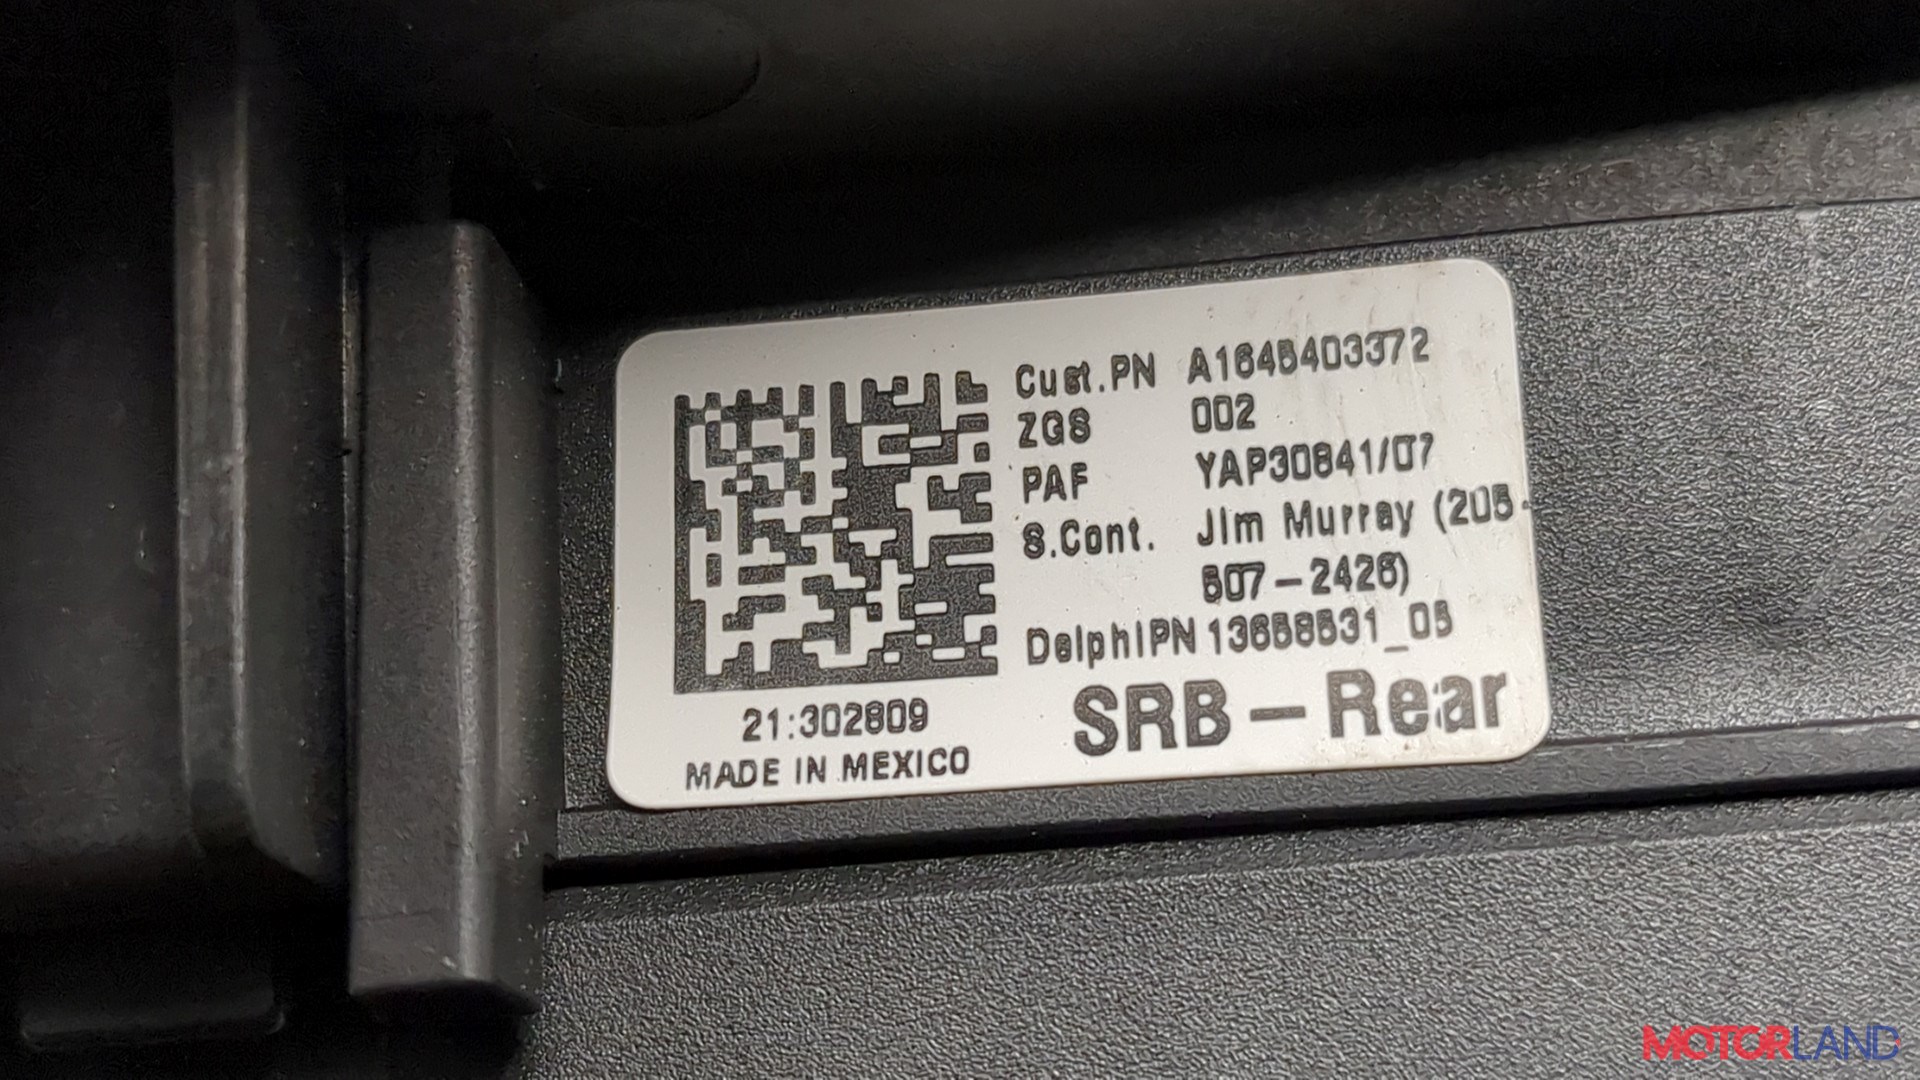 Cust.PN A1645403372
ZGS 002
PAF YAP30841/07
S.Cont. Jim Murray (205-
507-2426)
DelphiPN 13658531_05
SRB-Rear
21:302809
MADE IN MEXICO
MOTORLAND